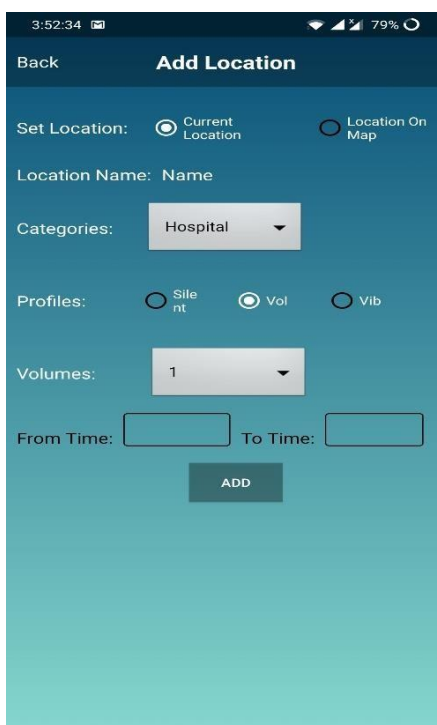 3:52:34 79%
Back Add Location
Set Location: Current Location Location On Map
Location Name: Name
Categories: Hospital
Profiles: Sile nt Vol Vib
Volumes: 1
From Time: To Time:
ADD